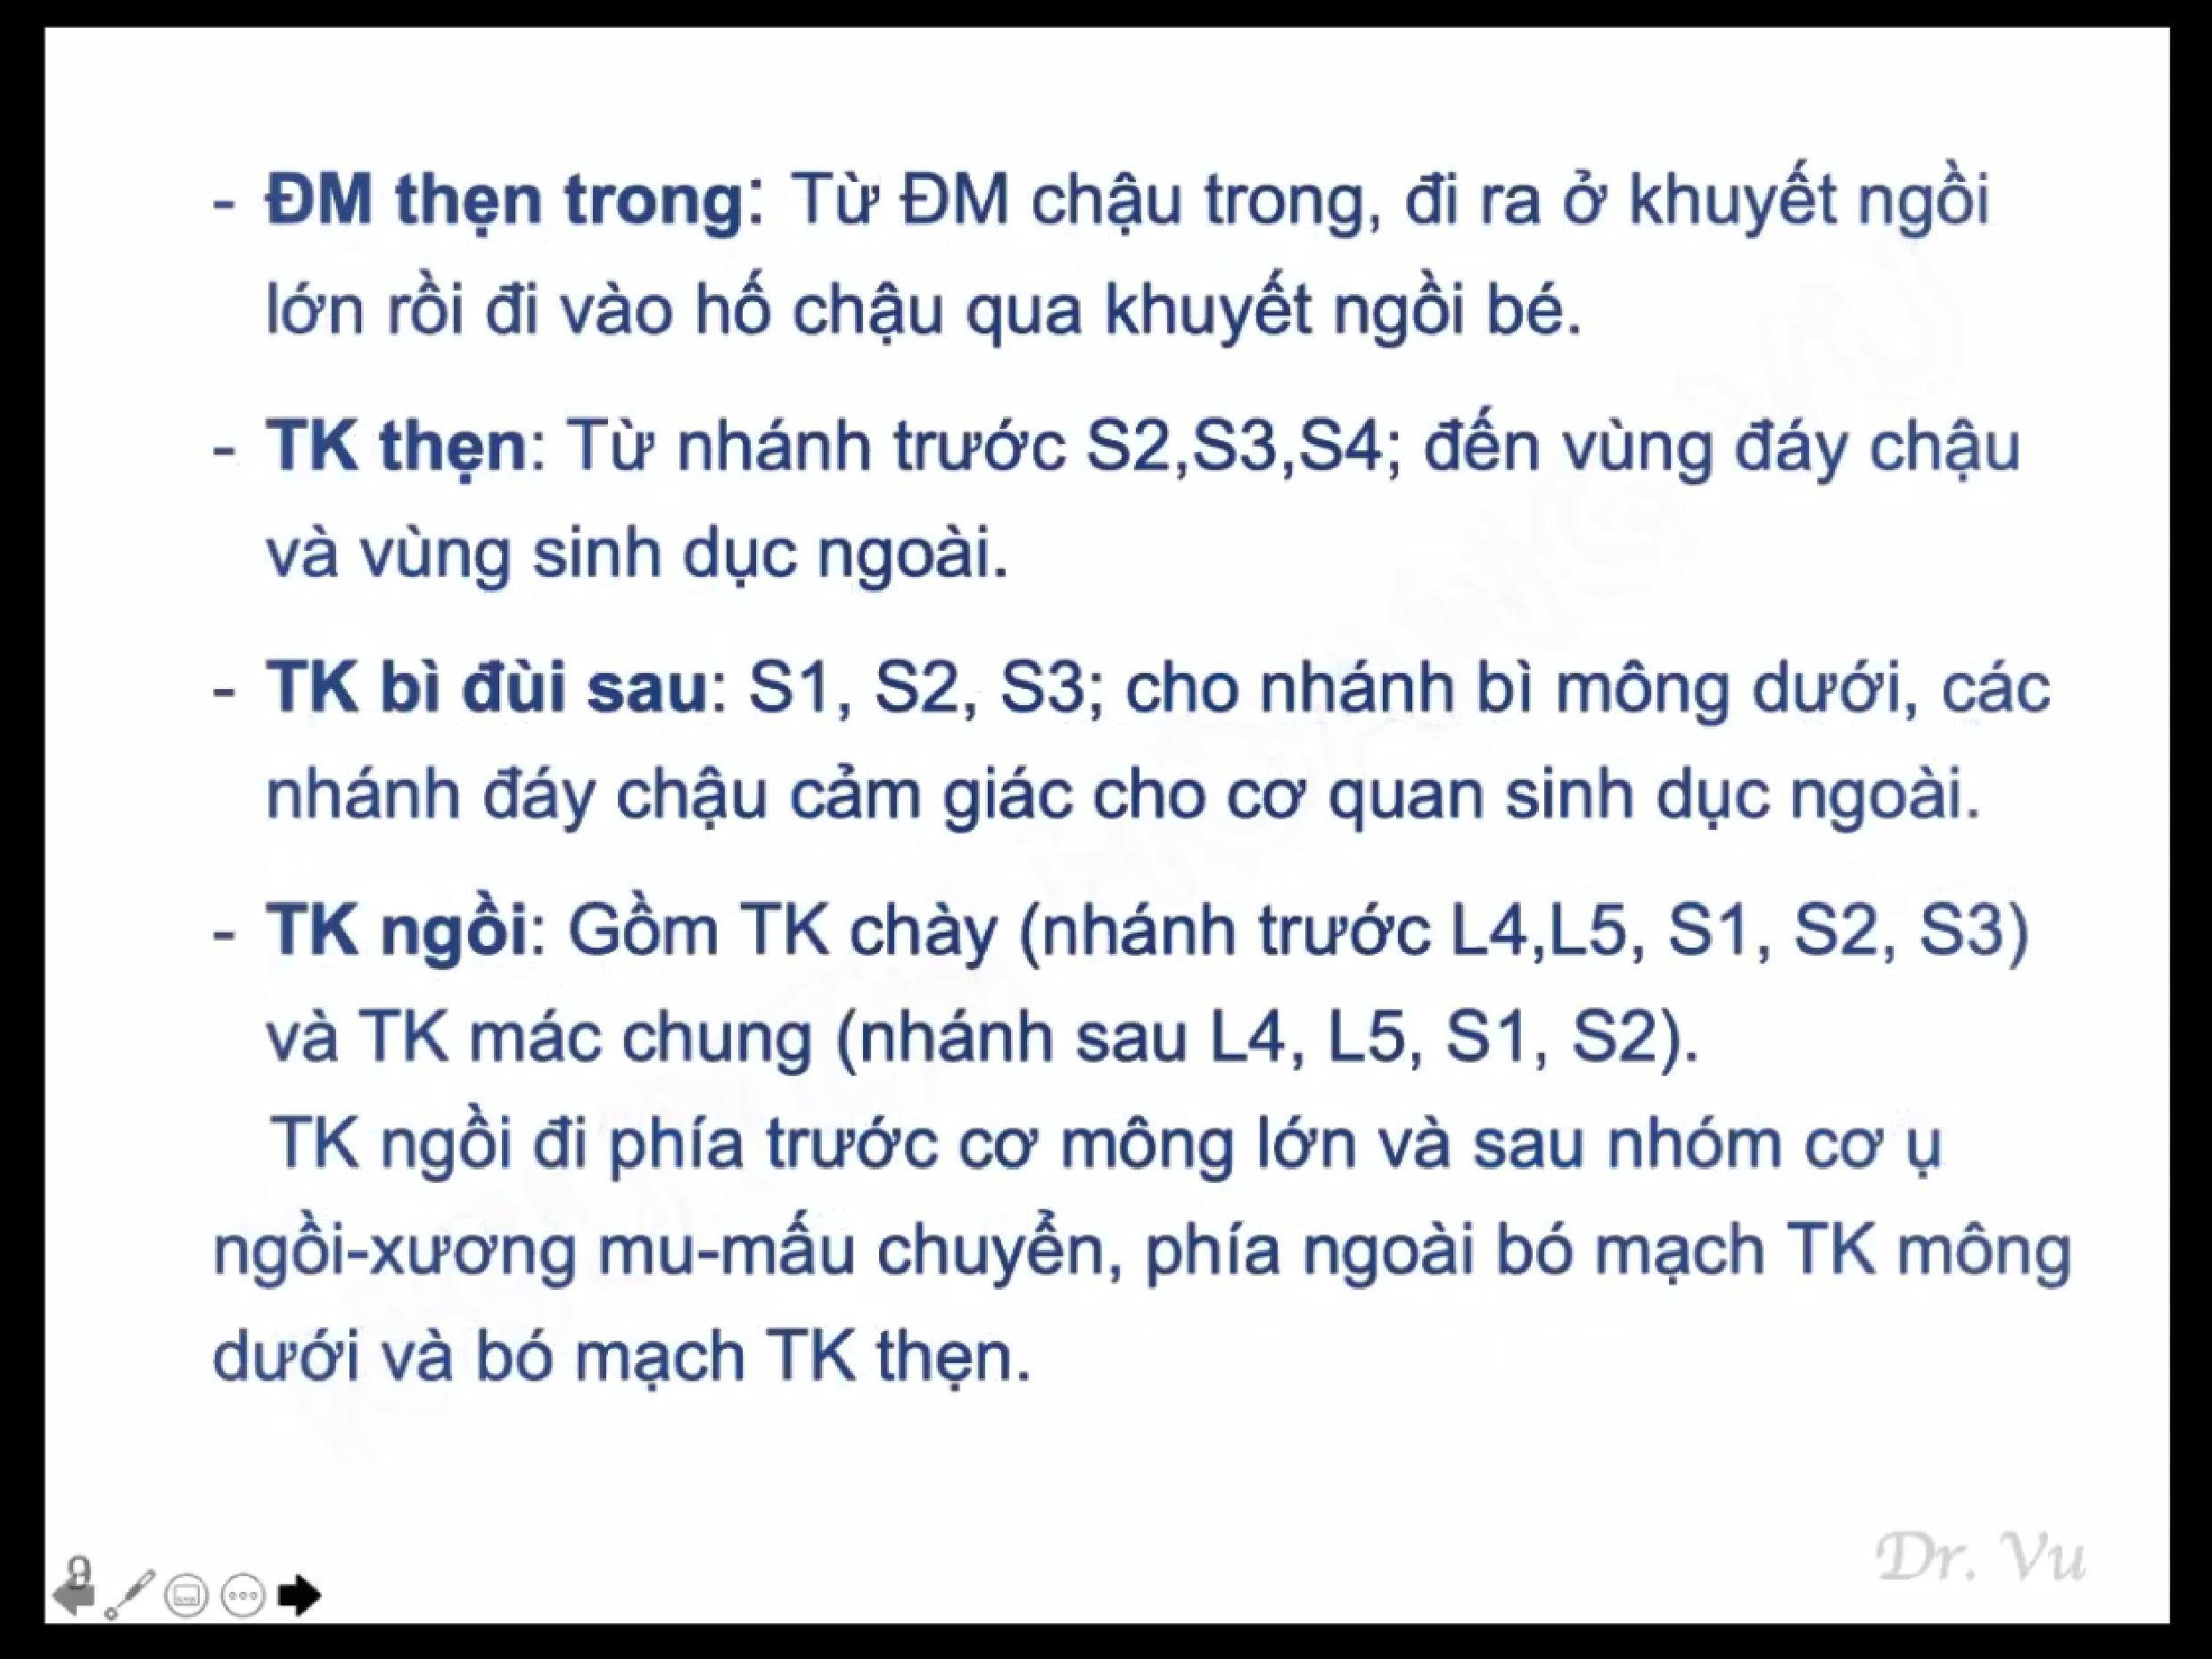 - ĐM thẹn trong: Từ ĐM chậu trong, đi ra ở khuyết ngồi
lớn rồi đi vào hố chậu qua khuyết ngồi bé.
- TK thẹn: Từ nhánh trước S2,S3,S4; đến vùng đáy chậu
và vùng sinh dục ngoài.
- TK bì đùi sau: S1, S2, S3; cho nhánh bì mông dưới, các
nhánh đáy chậu cảm giác cho cơ quan sinh dục ngoài.
- TK ngồi: Gồm TK chày (nhánh trước L4,L5, S1, S2, S3)
và TK mác chung (nhánh sau L4, L5, S1, S2).
TK ngồi đi phía trước cơ mông lớn và sau nhóm cơ ụ
ngồi-xương mu-mấu chuyển, phía ngoài bó mạch TK mông
dưới và bó mạch TK thẹn.
9
Dr. Vu